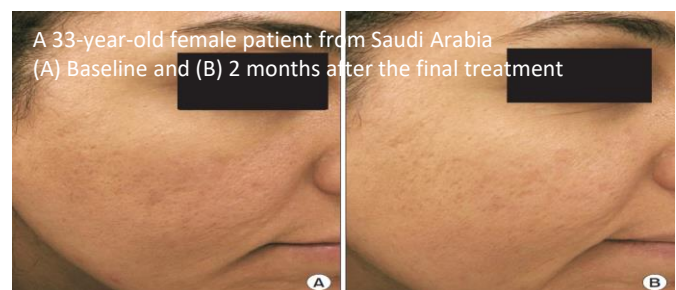 A 33-year-old female patient from Saudi Arabia
(A) Baseline and (B) 2 months after the final treatment
A
B